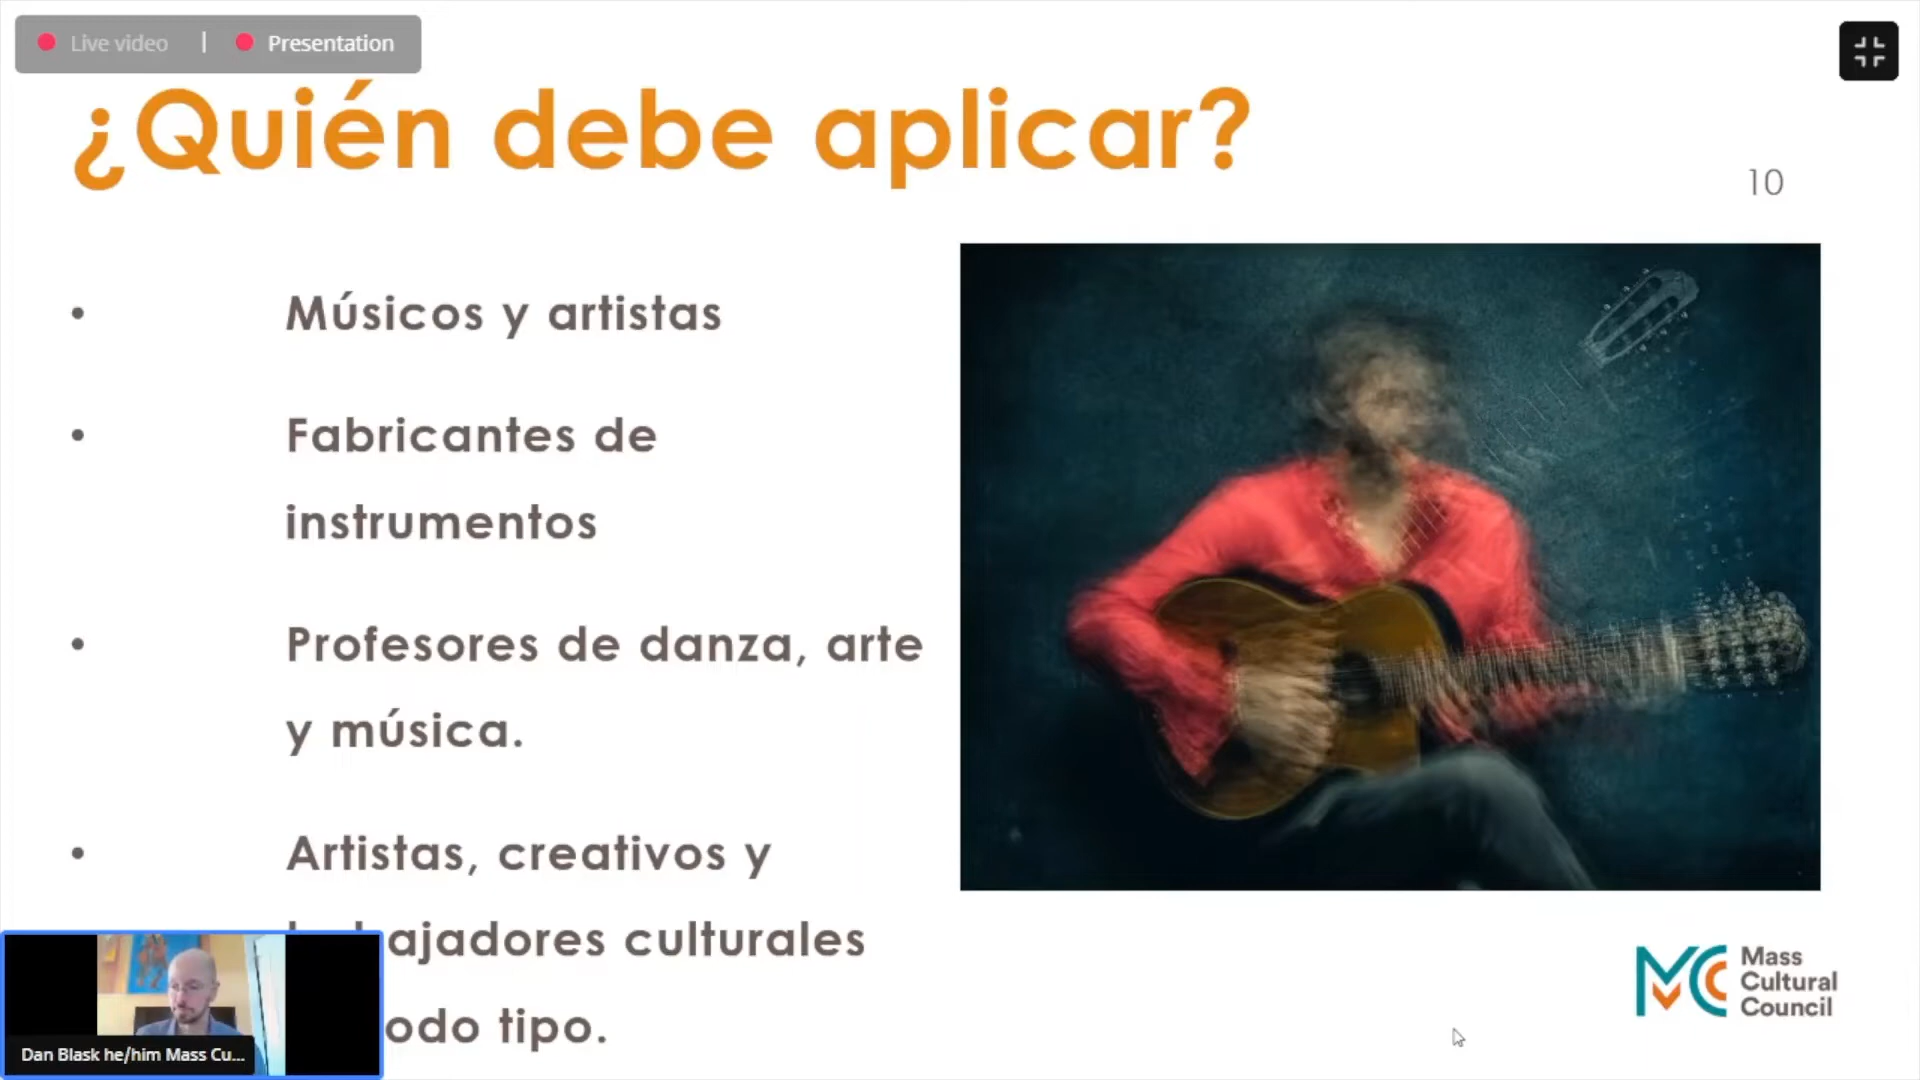 Live video | Presentation
¿Quién debe aplicar?
10
• Músicos y artistas
• Fabricantes de
instrumentos
• Profesores de danza, arte
y música.
• Artistas, creativos y
ajadores culturales
odo tipo.
Dan Blask he/him Mass Cu...
Mass
Cultural
Council